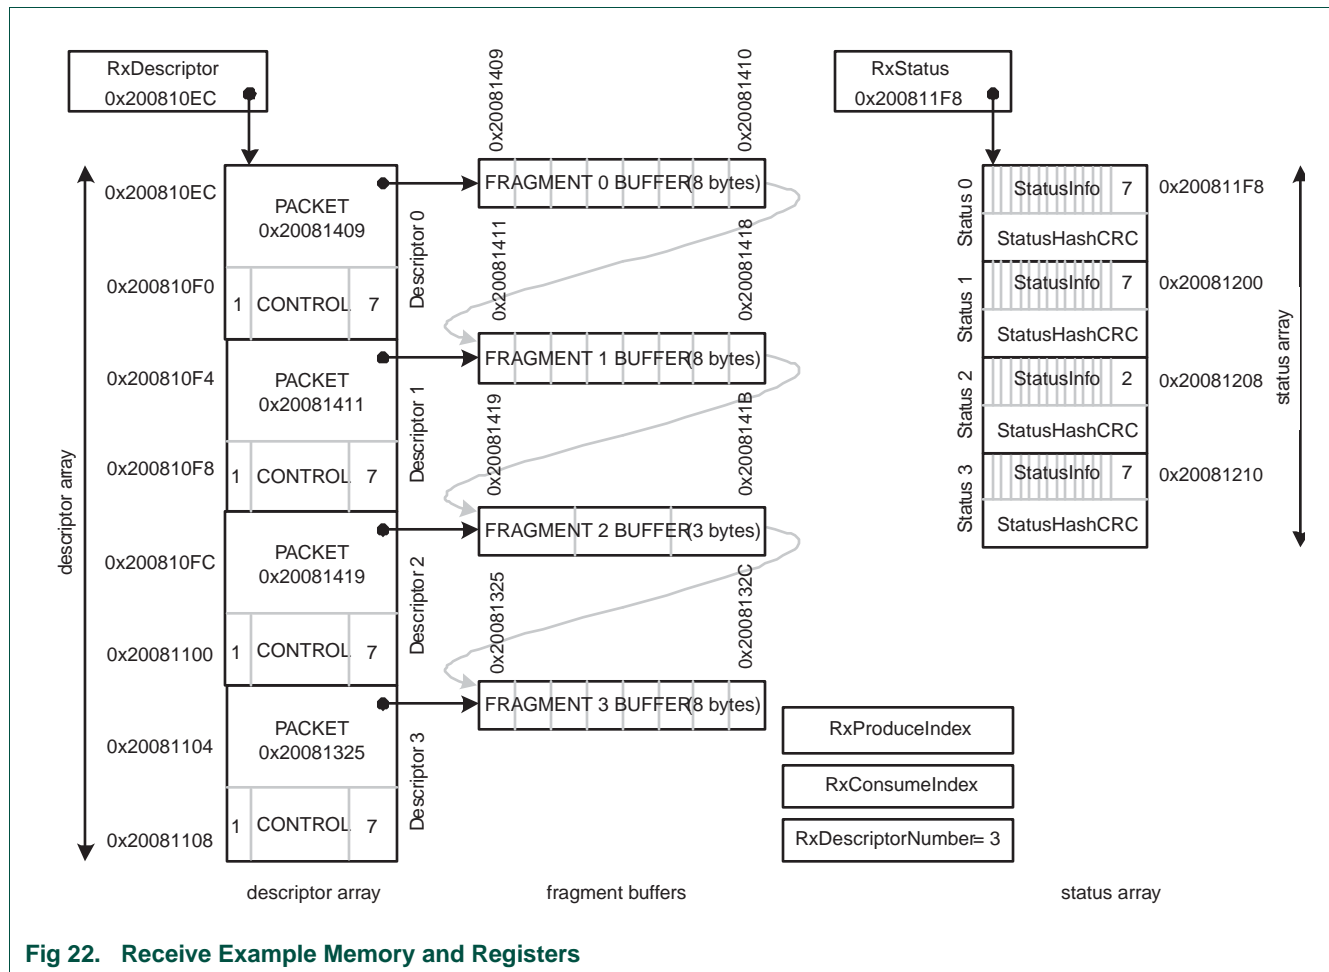 RxDescriptor
0x200810EC
RxStatus
0x200811F8
descriptor array
0x200810EC
0x200810F0
0x200810F4
0x200810F8
0x200810FC
0x20081100
0x20081104
0x20081108
PACKET
0x20081409
1 CONTROL 7
Descriptor 0
PACKET
0x20081411
1 CONTROL 7
Descriptor 1
PACKET
0x20081419
1 CONTROL 7
Descriptor 2
PACKET
0x20081325
1 CONTROL 7
Descriptor 3
0x20081409
0x20081410
FRAGMENT 0 BUFFER(8 bytes)
0x20081411
0x20081418
FRAGMENT 1 BUFFER(8 bytes)
0x20081419
0x2008141B
FRAGMENT 2 BUFFER(3 bytes)
0x20081325
0x2008132C
FRAGMENT 3 BUFFER(8 bytes)
Status 0
StatusInfo 7
0x200811F8
StatusHashCRC
Status 1
StatusInfo 7
0x20081200
StatusHashCRC
Status 2
StatusInfo 2
0x20081208
StatusHashCRC
Status 3
StatusInfo 7
0x20081210
StatusHashCRC
status array
RxProduceIndex
RxConsumeIndex
RxDescriptorNumber= 3
descriptor array
fragment buffers
status array
Fig 22. Receive Example Memory and Registers